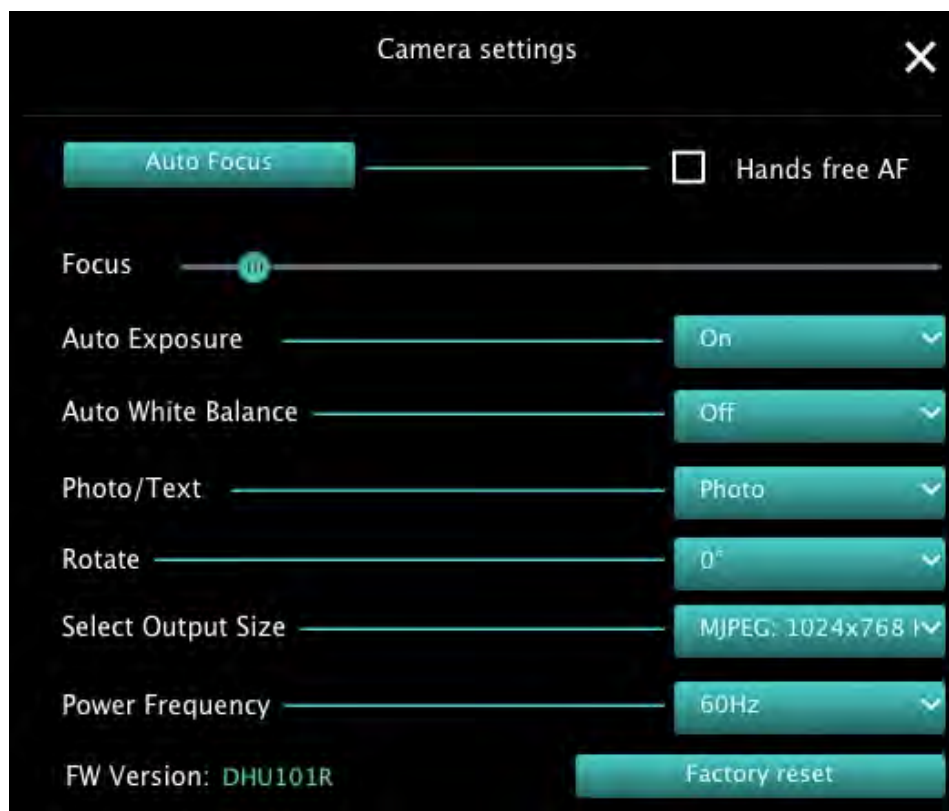 Camera settings
Auto Focus Hands free AF
Focus
Auto Exposure On
Auto White Balance Off
Photo/Text Photo
Rotate 0°
Select Output Size MJPEG: 1024x768
Power Frequency 60Hz
FW Version: DHU101R Factory reset